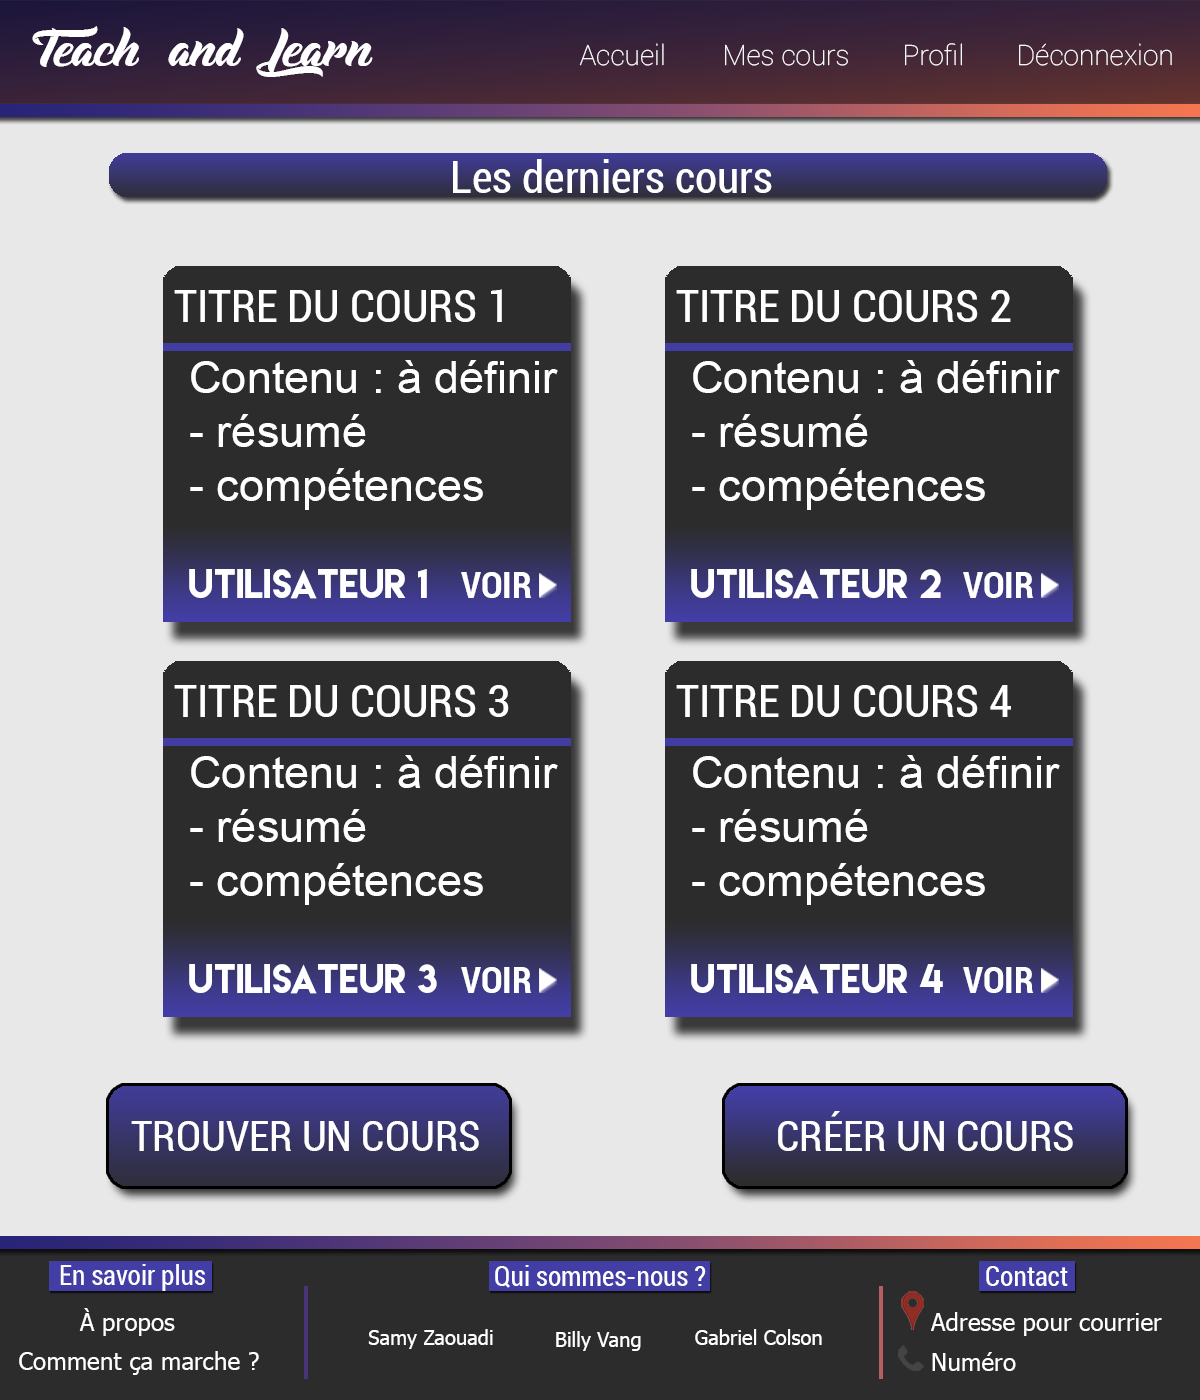 Teach and Learn
Accueil Mes cours Profil Déconnexion
Les derniers cours
TITRE DU COURS 1
Contenu : à définir
- résumé
- compétences
UTILISATEUR 1 VOIR
TITRE DU COURS 2
Contenu : à définir
- résumé
- compétences
UTILISATEUR 2 VOIR
TITRE DU COURS 3
Contenu : à définir
- résumé
- compétences
UTILISATEUR 3 VOIR
TITRE DU COURS 4
Contenu : à définir
- résumé
- compétences
UTILISATEUR 4 VOIR
TROUVER UN COURS
CRÉER UN COURS
En savoir plus
À propos
Comment ça marche ?
Qui sommes-nous ?
Samy Zaouadi Billy Vang Gabriel Colson
Contact
Adresse pour courrier
Numéro